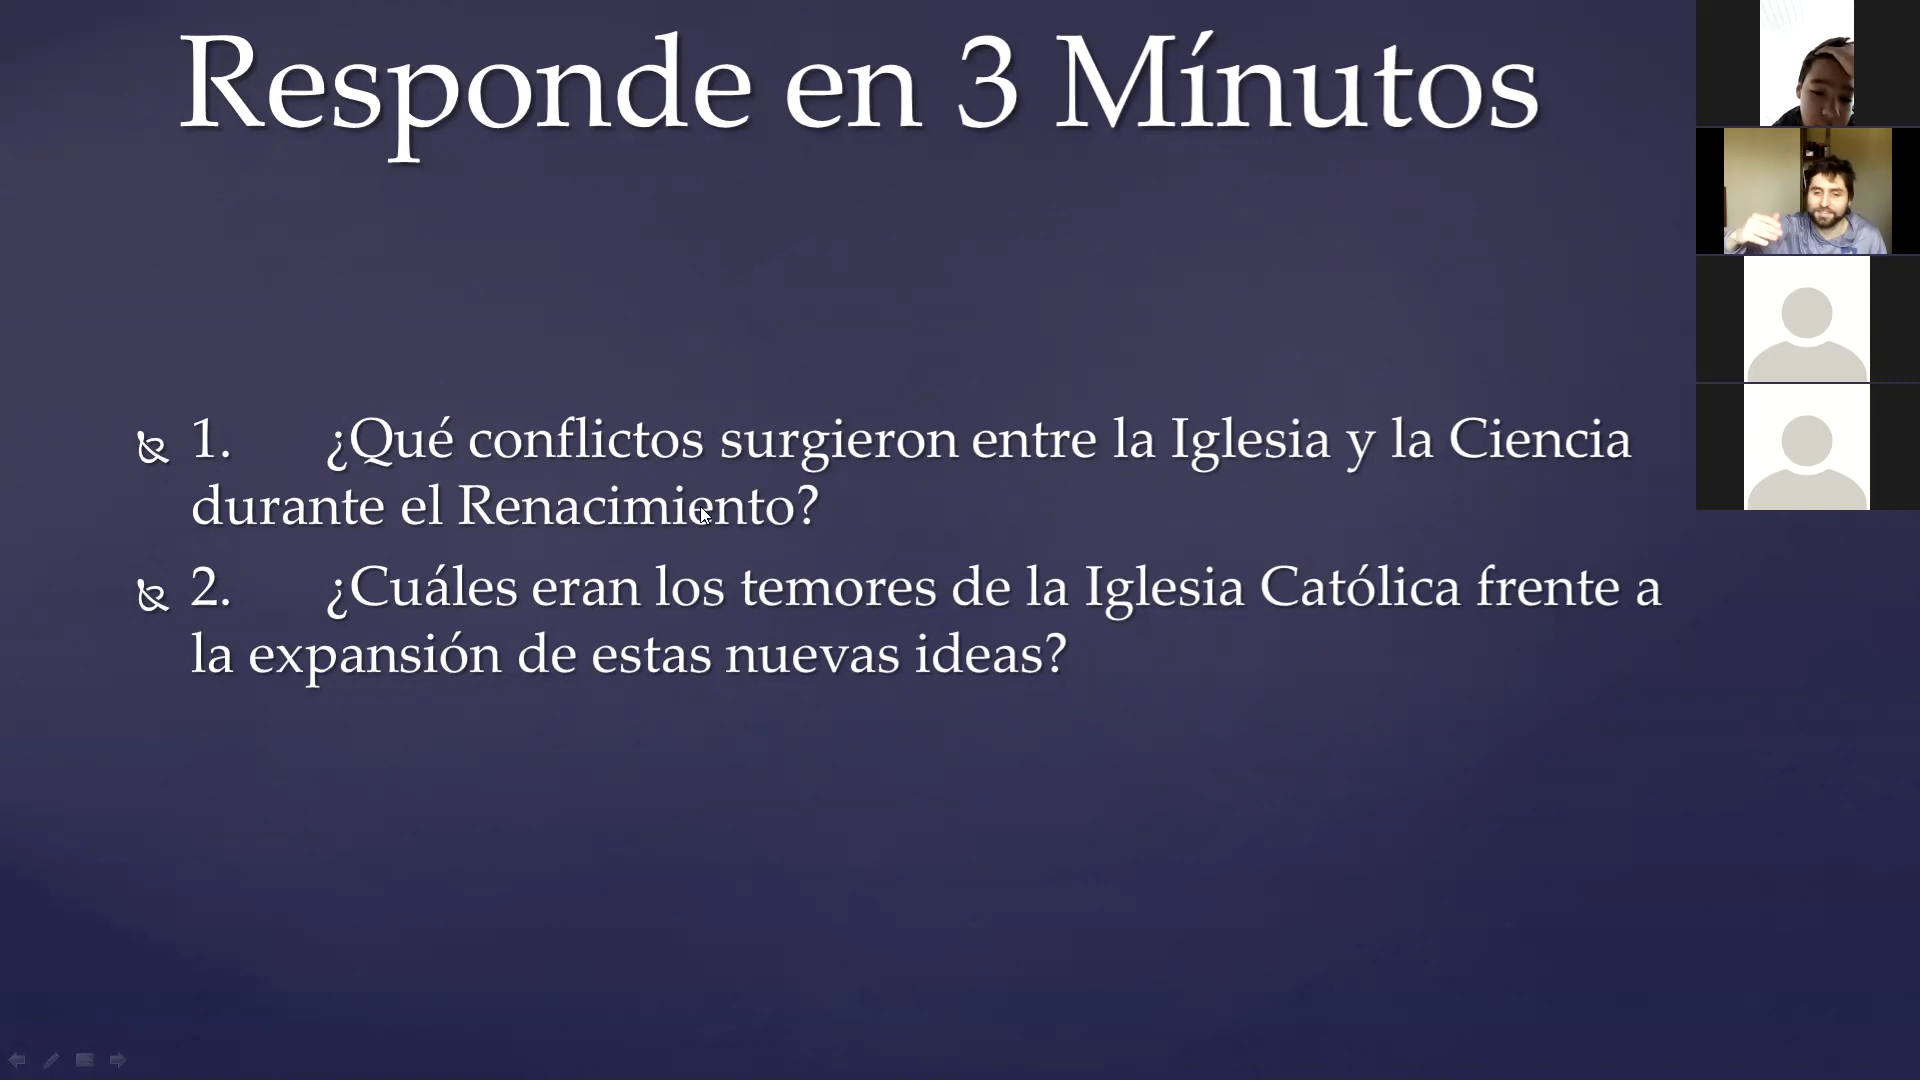 Responde en 3 Mínutos
1. ¿Qué conflictos surgieron entre la Iglesia y la Ciencia
durante el Renacimiento?
2. ¿Cuáles eran los temores de la Iglesia Católica frente a
la expansión de estas nuevas ideas?